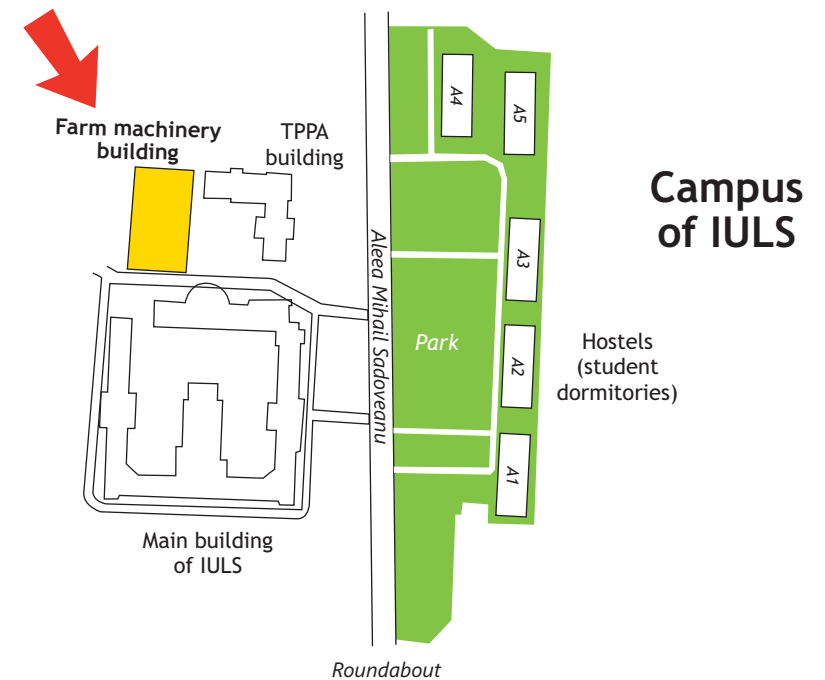 Farm machinery
building
TPPA
building
A4
A5
Campus
of IULS
Aleea Mihail Sadoveanu
A3
Park
Hostels
(student
dormitories)
A2
A1
Main building
of IULS
Roundabout